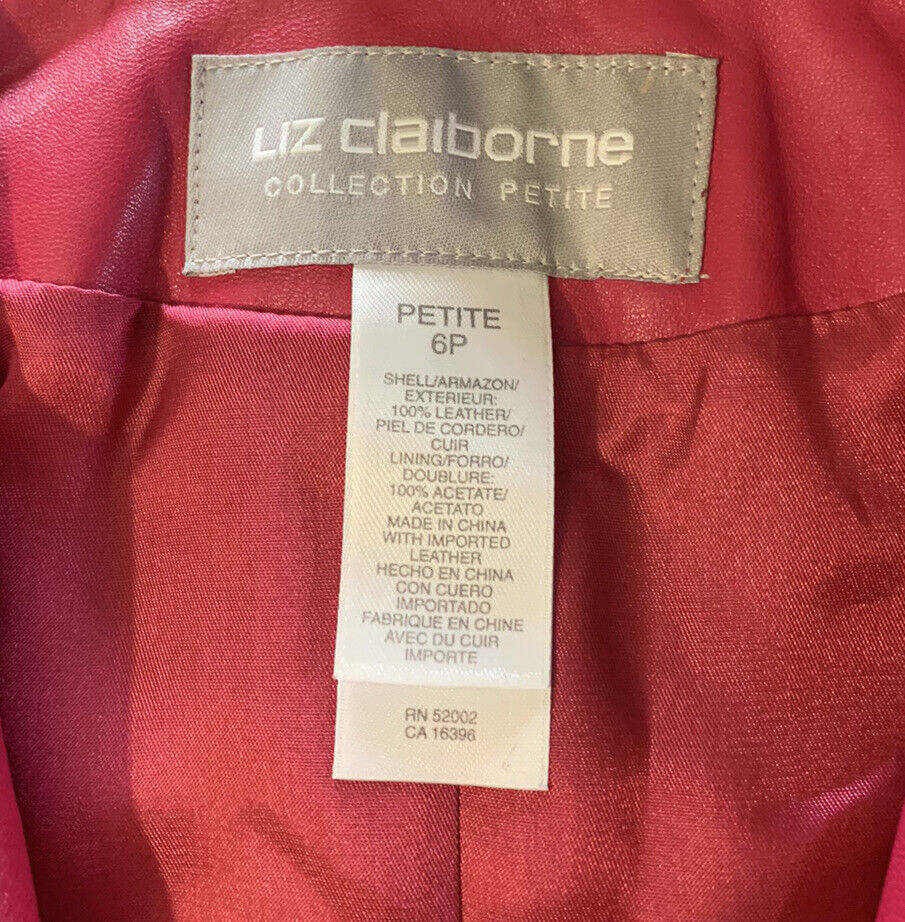 LIZ claiborne
COLLECTION PETITE
PETITE
6P
SHELL/ARMAZON/
EXTERIEUR:
100% LEATHER/
PIEL DE CORDERO/
CUIR
LINING/FORRO/
DOUBLURE:
100% ACETATE/
ACETATO
MADE IN CHINA
WITH IMPORTED
LEATHER
HECHO EN CHINA
CON CUERO
IMPORTADO
FABRIQUE EN CHINE
AVEC DU CUIR
IMPORTE
RN 52002
CA 16396